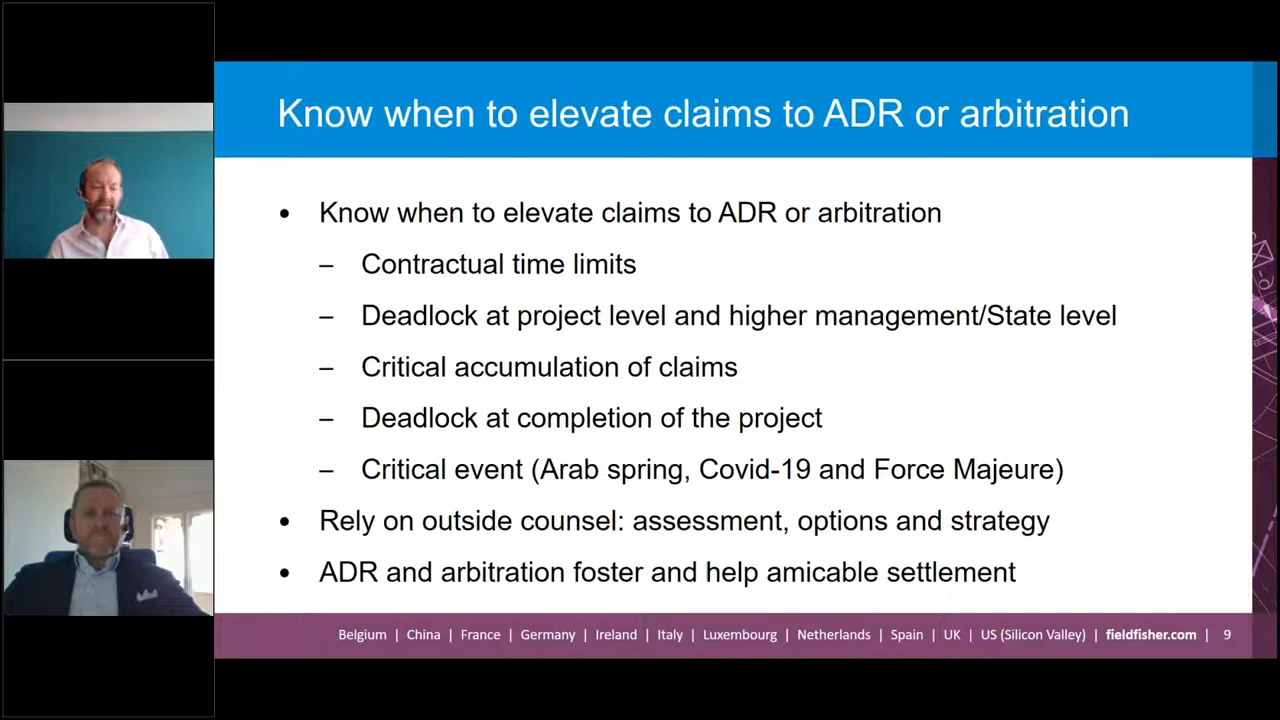 Know when to elevate claims to ADR or arbitration
• Know when to elevate claims to ADR or arbitration
– Contractual time limits
– Deadlock at project level and higher management/State level
– Critical accumulation of claims
– Deadlock at completion of the project
– Critical event (Arab spring, Covid-19 and Force Majeure)
• Rely on outside counsel: assessment, options and strategy
• ADR and arbitration foster and help amicable settlement
Belgium | China | France | Germany | Ireland | Italy | Luxembourg | Netherlands | Spain | UK | US (Silicon Valley) | fieldfisher.com | 9